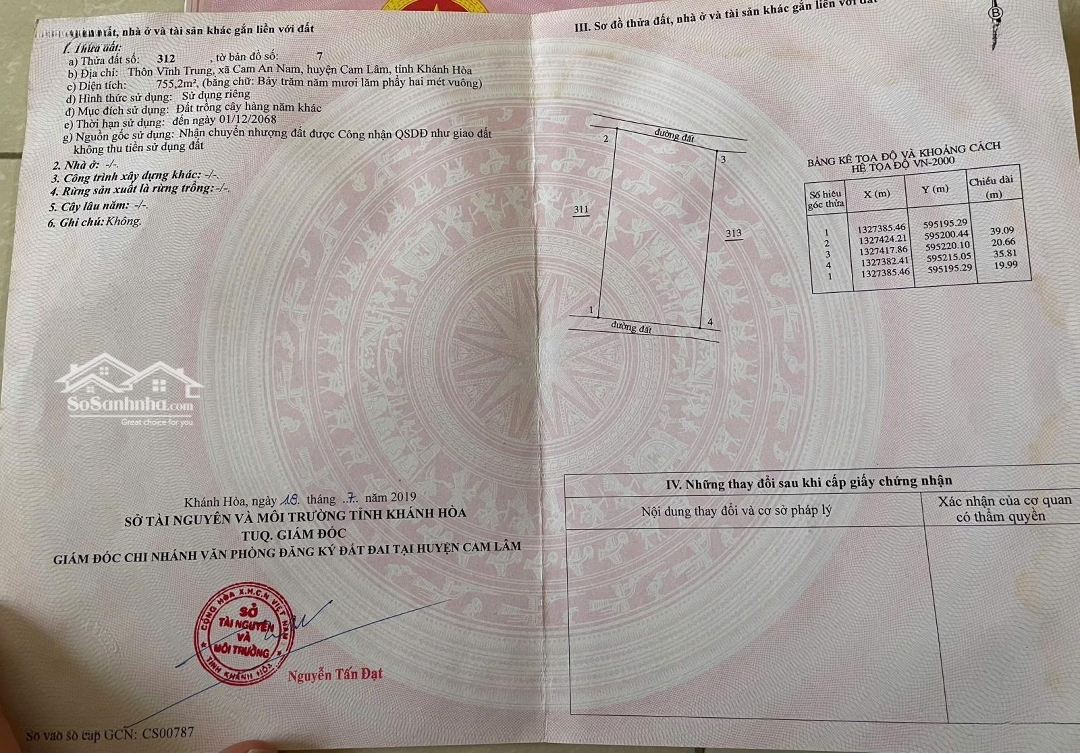 đất, nhà ở và tài sản khác gắn liền với đất
1. Thửa đất:
a) Thửa đất số: 312 , tờ bản đồ số: 7
b) Địa chỉ: Thôn Vĩnh Trung, xã Cam An Nam, huyện Cam Lâm, tỉnh Khánh Hòa
c) Diện tích: 755,2m², (bằng chữ: Bảy trăm năm mươi lăm phẩy hai mét vuông)
d) Hình thức sử dụng: Sử dụng riêng
đ) Mục đích sử dụng: Đất trồng cây hàng năm khác
e) Thời hạn sử dụng: đến ngày 01/12/2068
g) Nguồn gốc sử dụng: Nhận chuyển nhượng đất được Công nhận QSDĐ như giao đất
không thu tiền sử dụng đất
2. Nhà ở: -/-
3. Công trình xây dựng khác: -/-.
4. Rừng sản xuất là rừng trồng: -/-.
5. Cây lâu năm: -/-.
6. Ghi chú: Không.
SoSanhnha.com
Great choice for you
Khánh Hòa, ngày 18 tháng .7. năm 2019
SỞ TÀI NGUYÊN VÀ MÔI TRƯỜNG TỈNH KHÁNH HÒA
TUQ. GIÁM ĐỐC
GIÁM ĐỐC CHI NHÁNH VĂN PHÒNG ĐĂNG KÝ ĐẤT ĐAI TẠI HUYỆN CAM LÂM
CỘNG HÒA X.H.C.N VIỆT NAM
SỞ
TÀI NGUYÊN
VÀ
MÔI TRƯỜNG
TỈNH KHÁNH HÒA
Nguyễn Tấn Đạt
Số vào sổ cấp GCN: CS00787
III. Sơ đồ thửa đất, nhà ở và tài sản khác gắn liền với đất
B
đường đất
2
3
311
313
1
4
đường đất
BẢNG KÊ TỌA ĐỘ VÀ KHOẢNG CÁCH
HỆ TỌA ĐỘ VN-2000
Số hiệu góc thửa X (m) Y (m) Chiều dài (m)
1 1327385.46 595195.29
39.09
2 1327424.21 595200.44
20.66
3 1327417.86 595220.10
35.81
4 1327382.41 595215.05
19.99
1 1327385.46 595195.29
IV. Những thay đổi sau khi cấp giấy chứng nhận
Nội dung thay đổi và cơ sở pháp lý
Xác nhận của cơ quan
có thẩm quyền